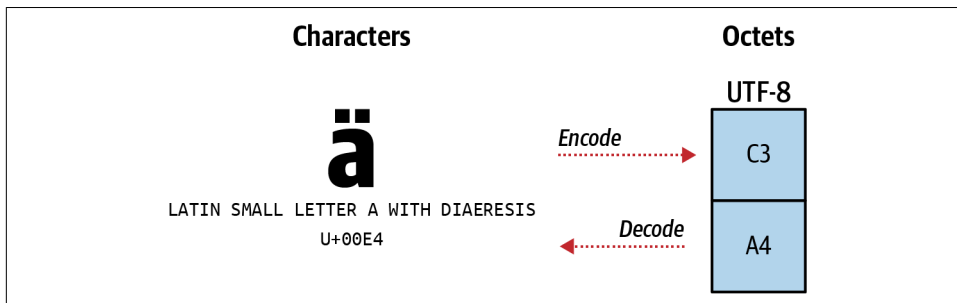 Characters
Octets
UTF-8
ä
Encode
C3
LATIN SMALL LETTER A WITH DIAERESIS
U+00E4
Decode
A4